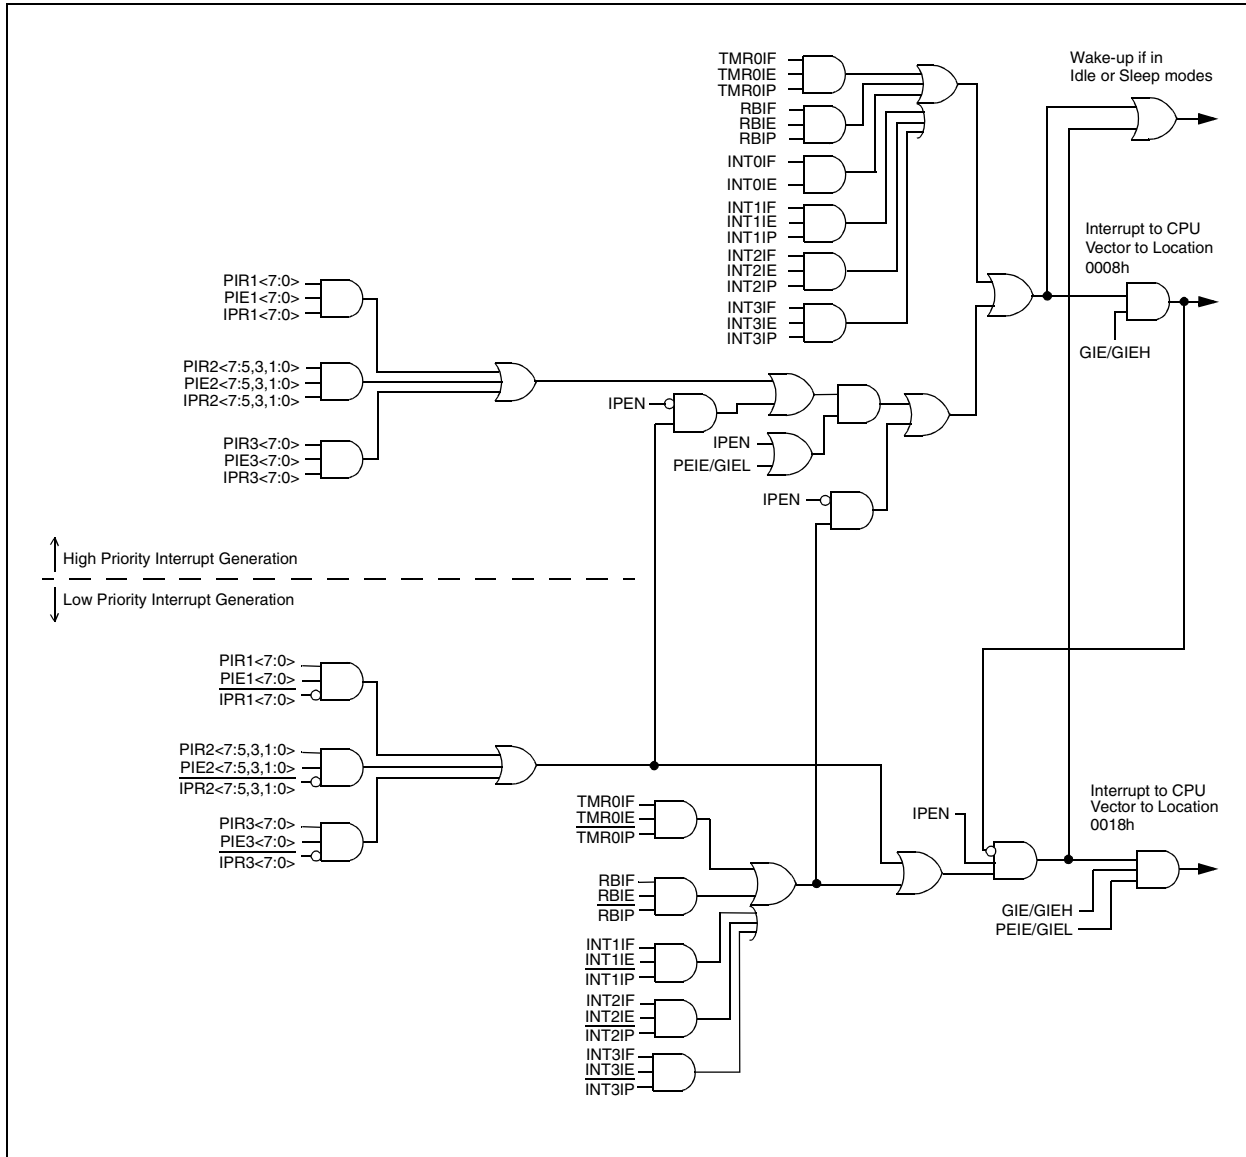 TMR0IF
TMR0IE
TMR0IP
RBIF
RBIE
RBIP
INT0IF
INT0IE
INT1IF
INT1IE
INT1IP
INT2IF
INT2IE
INT2IP
INT3IF
INT3IE
INT3IP
Wake-up if in
Idle or Sleep modes
Interrupt to CPU
Vector to Location
0008h
GIE/GIEH
PIR1<7:0>
PIE1<7:0>
IPR1<7:0>
PIR2<7:5,3,1:0>
PIE2<7:5,3,1:0>
IPR2<7:5,3,1:0>
PIR3<7:0>
PIE3<7:0>
IPR3<7:0>
IPEN
IPEN
PEIE/GIEL
IPEN
High Priority Interrupt Generation
Low Priority Interrupt Generation
PIR1<7:0>
PIE1<7:0>
IPR1<7:0>
PIR2<7:5,3,1:0>
PIE2<7:5,3,1:0>
IPR2<7:5,3,1:0>
PIR3<7:0>
PIE3<7:0>
IPR3<7:0>
TMR0IF
TMR0IE
TMR0IP
RBIF
RBIE
RBIP
INT1IF
INT1IE
INT1IP
INT2IF
INT2IE
INT2IP
INT3IF
INT3IE
INT3IP
IPEN
Interrupt to CPU
Vector to Location
0018h
GIE/GIEH
PEIE/GIEL